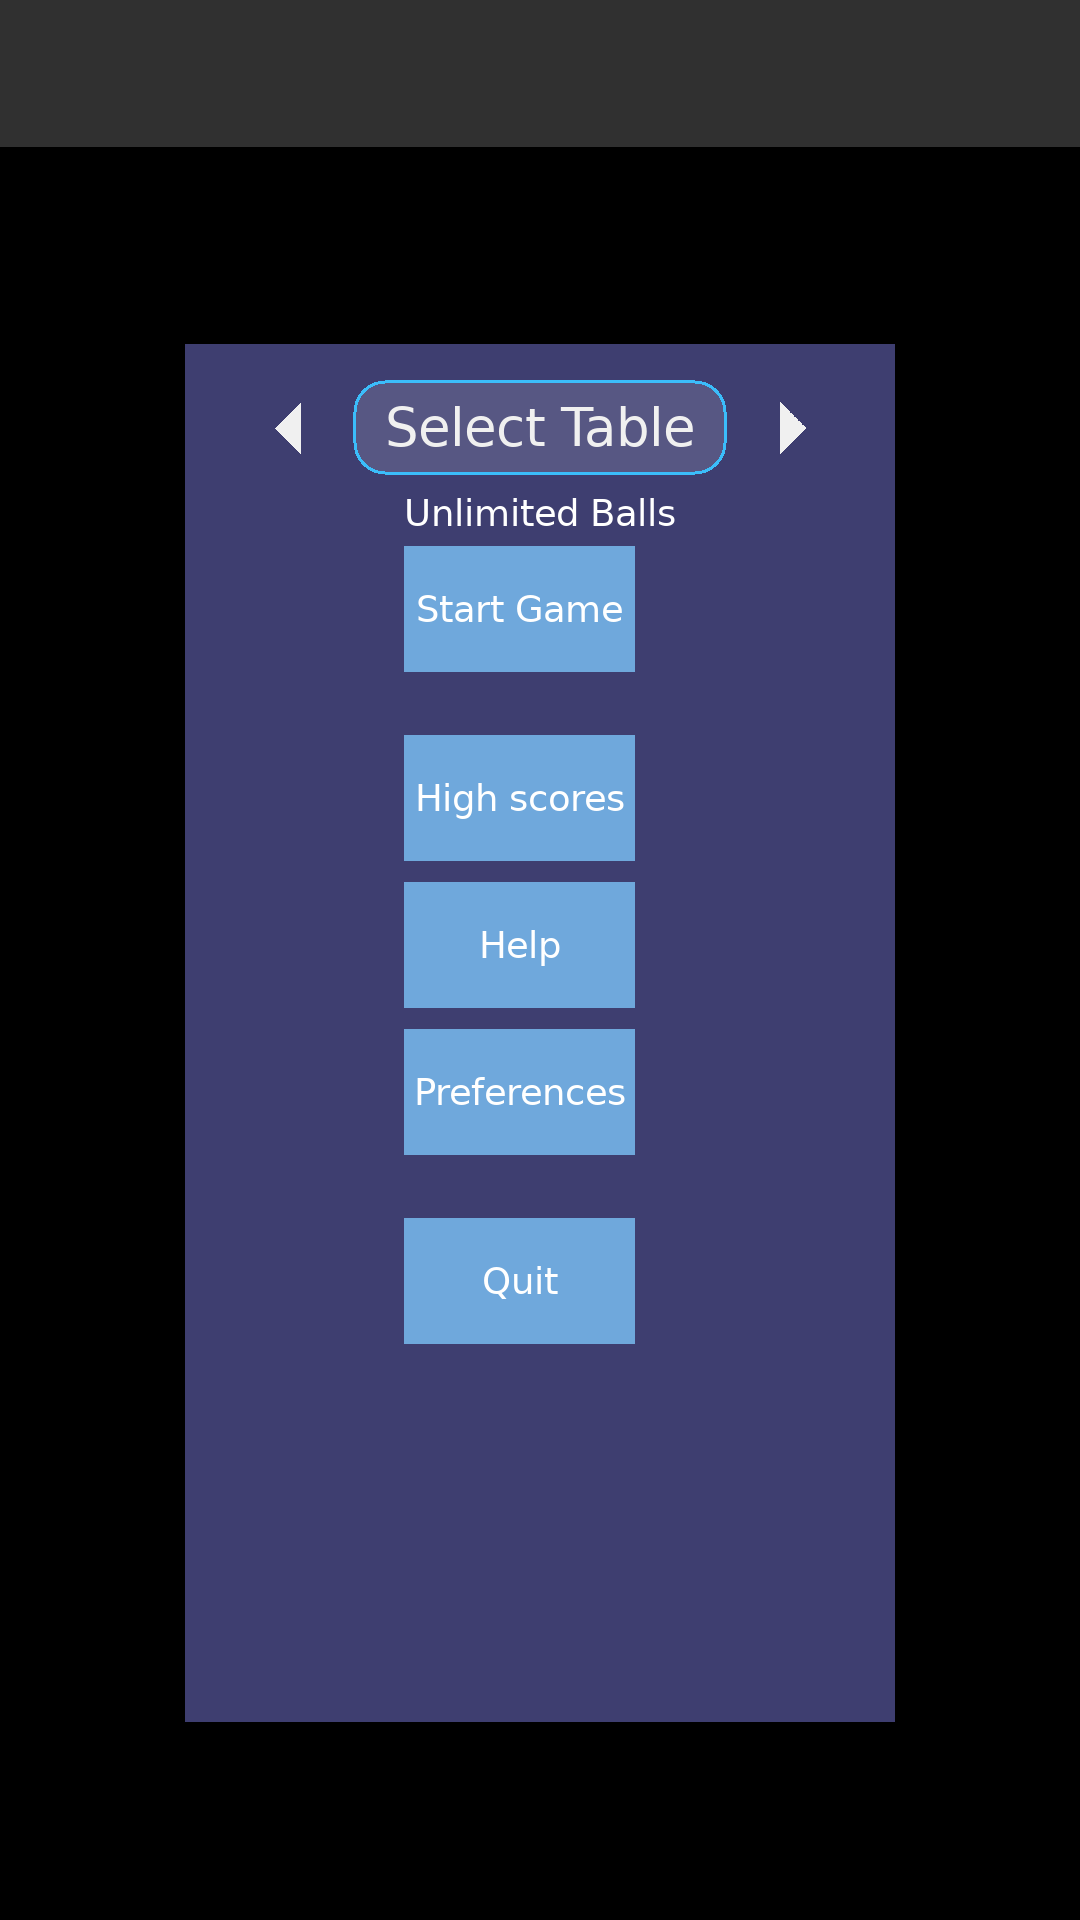 Select Table
Unlimited Balls
Start Game
High scores
Help
Preferences
Quit